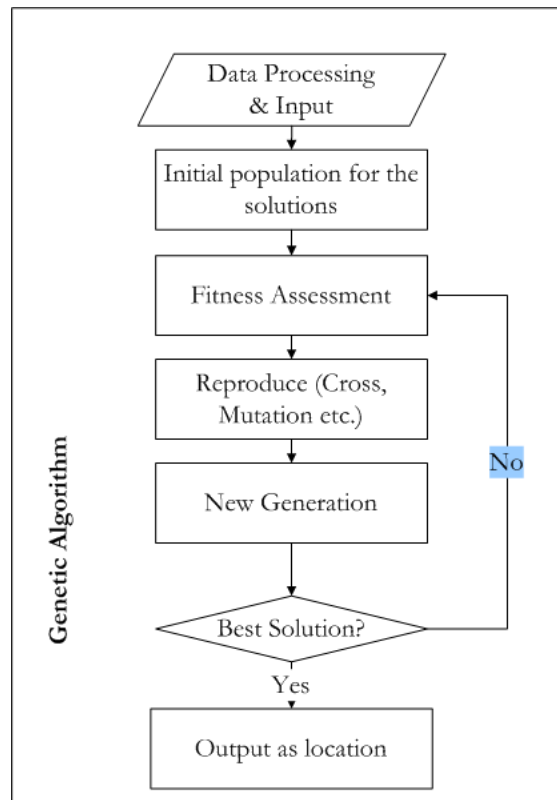 Data Processing
& Input
Initial population for the
solutions
Fitness Assessment
Reproduce (Cross,
Mutation etc.)
No
New Generation
Genetic Algorithm
Best Solution?
Yes
Output as location